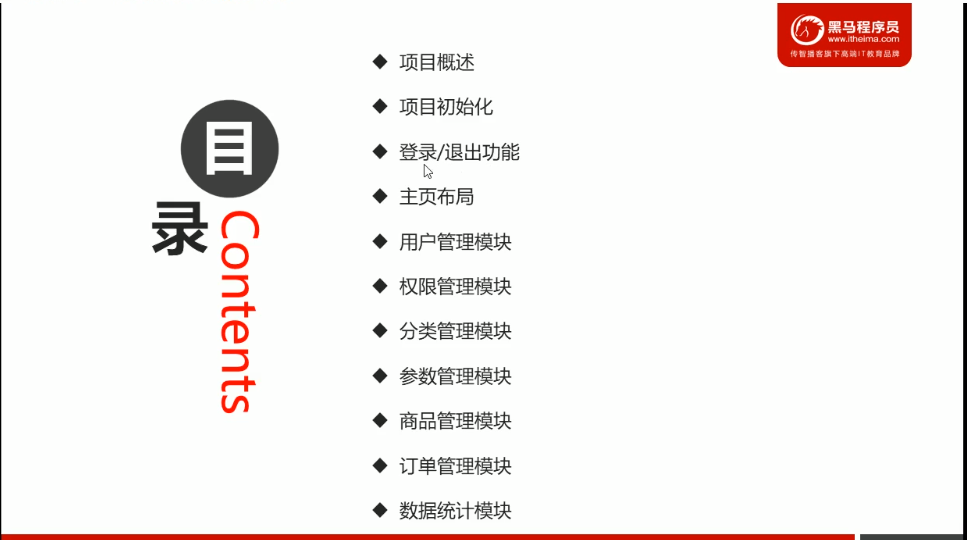 黑马程序员
www.itheima.com
传智播客旗下高端IT教育品牌
目
录
Contents
项目概述
项目初始化
登录/退出功能
主页布局
用户管理模块
权限管理模块
分类管理模块
参数管理模块
商品管理模块
订单管理模块
数据统计模块